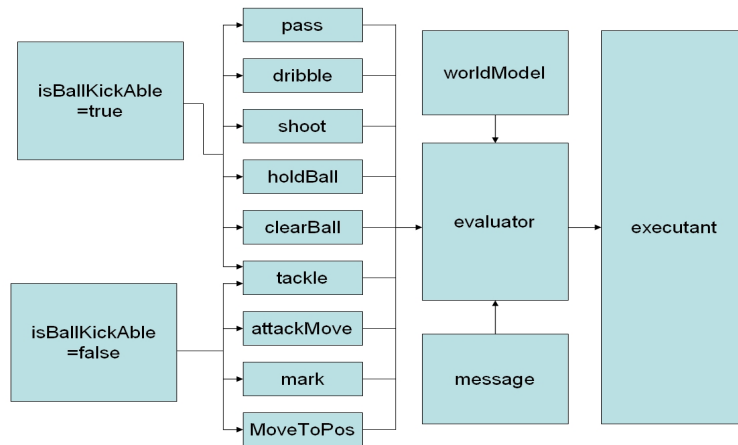 isBallKickAble
=true
isBallKickAble
=false
pass
dribble
shoot
holdBall
clearBall
tackle
attackMove
mark
MoveToPos
worldModel
evaluator
message
executant